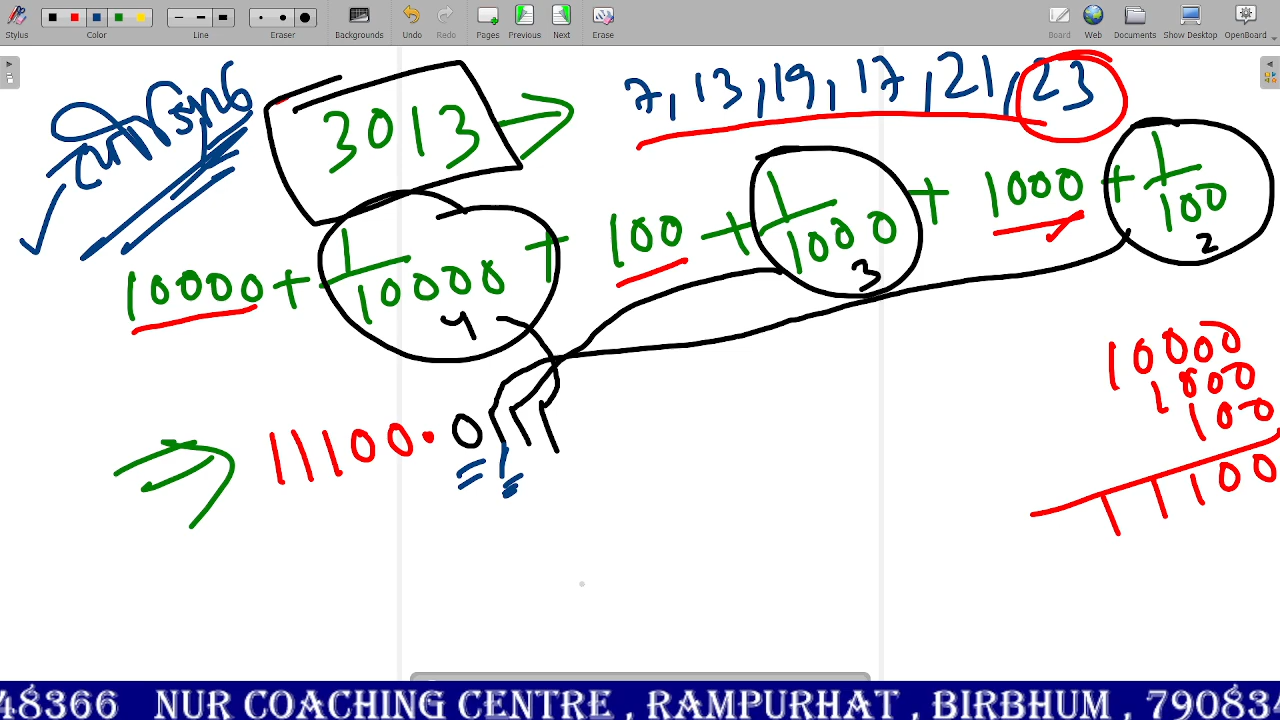 Stylus Color Line Eraser Backgrounds Undo Redo Pages Previous Next Erase Board Web Documents Show Desktop OpenBoard
3013
7, 13, 19, 17, 21, 23
10000 + 1/10000 + 100 + 1/1000 + 1000 + 1/100
4 3 2
11100.0111
10000
1000
100
11100
48366 NUR COACHING CENTRE , RAMPURHAT, BIRBHUM , 790834